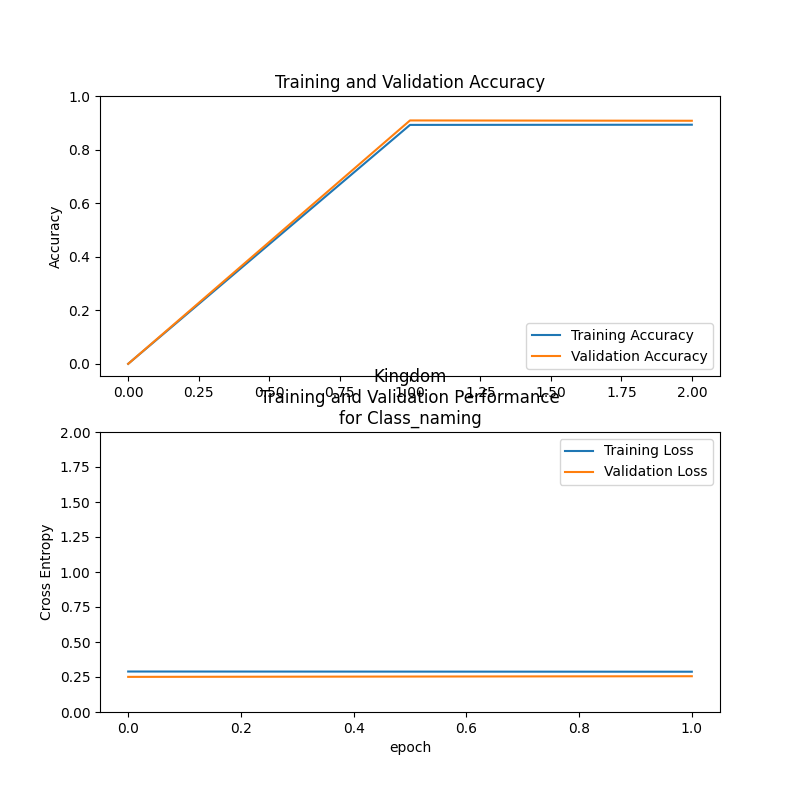 Training and Validation Accuracy
1.0
0.8
0.6
0.4
0.2
0.0
Accuracy
Training Accuracy
Validation Accuracy
0.00 0.25 0.50 0.75 1.00 1.25 1.50 1.75 2.00
Kingdom
Training and Validation Performance
for Class_naming
2.00
1.75
1.50
1.25
1.00
0.75
0.50
0.25
0.00
Cross Entropy
Training Loss
Validation Loss
0.0 0.2 0.4 0.6 0.8 1.0
epoch